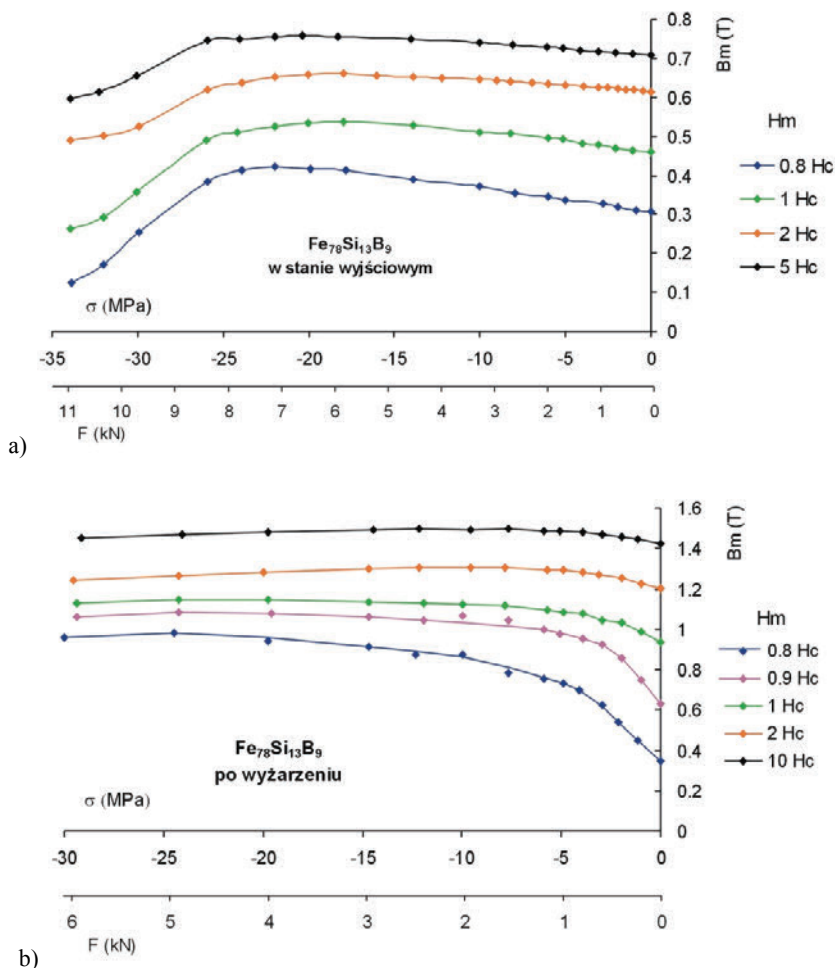 0.8
0.7
0.6
0.5
0.4
0.3
0.2
0.1
0
Bm (T)
Hm
0.8 Hc
1 Hc
2 Hc
5 Hc
Fe₇₈Si₁₃B₉
w stanie wyjściowym
σ (MPa)
-35 -30 -25 -20 -15 -10 -5 0
11 10 9 8 7 6 5 4 3 2 1 0
F (kN)
a)
1.6
1.4
1.2
1
0.8
0.6
0.4
0.2
0
Bm (T)
Hm
0.8 Hc
0.9 Hc
1 Hc
2 Hc
10 Hc
Fe₇₈Si₁₃B₉
po wyżarzeniu
σ (MPa)
-30 -25 -20 -15 -10 -5 0
6 5 4 3 2 1 0
F (kN)
b)